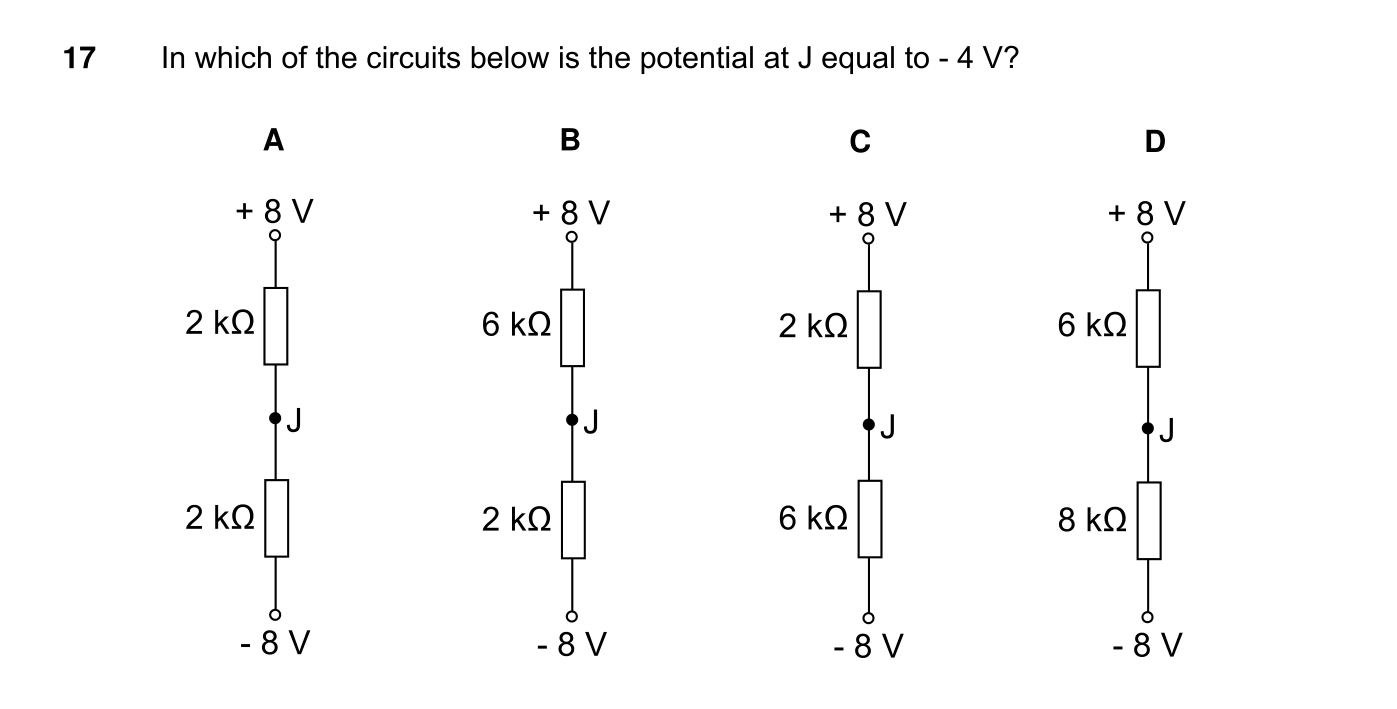 17 In which of the circuits below is the potential at J equal to - 4 V?
A B C D
+ 8 V + 8 V + 8 V + 8 V
2 kΩ 6 kΩ 2 kΩ 6 kΩ
J J J J
2 kΩ 2 kΩ 6 kΩ 8 kΩ
- 8 V - 8 V - 8 V - 8 V